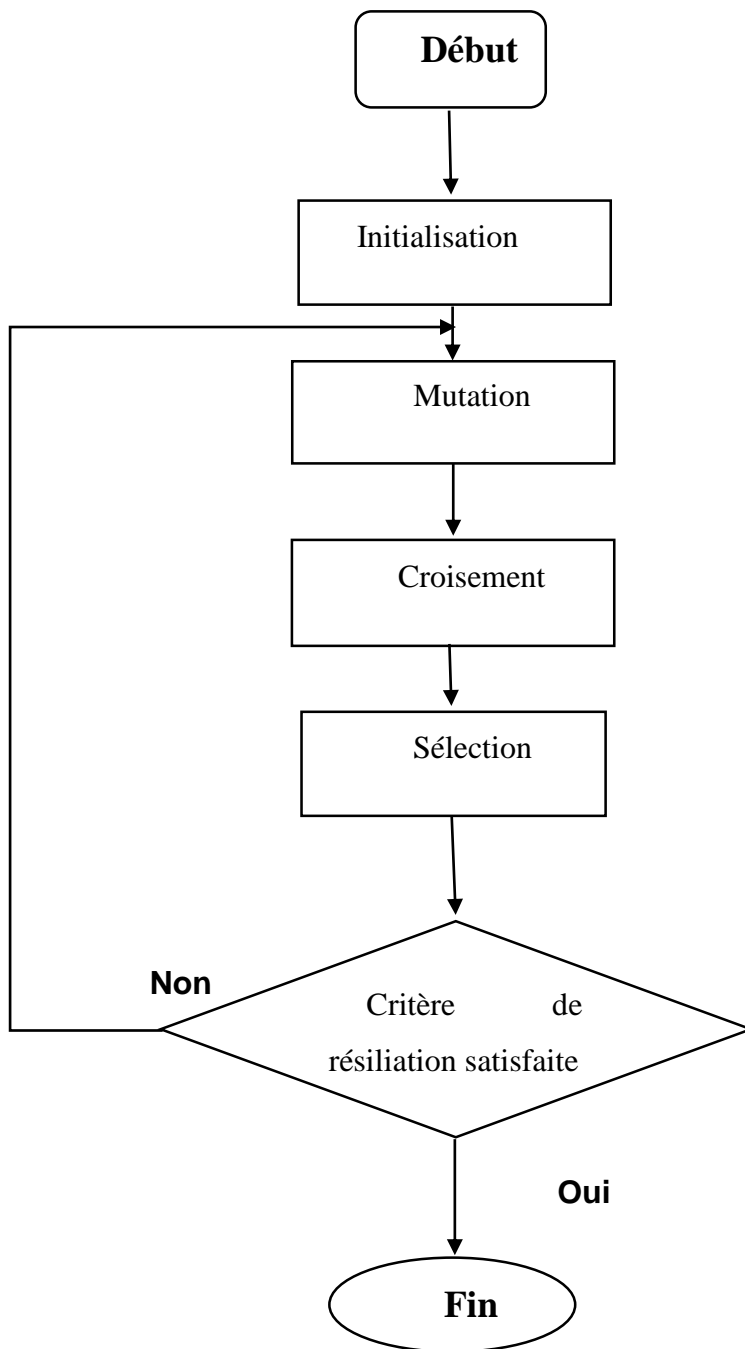 Début
Initialisation
Mutation
Croisement
Sélection
Non
Critère de
résiliation satisfaite
Oui
Fin